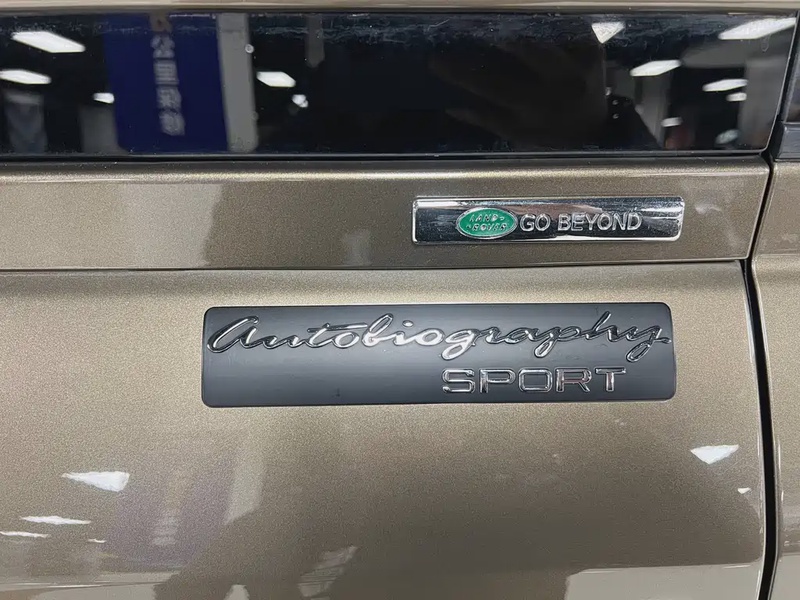 LAND-
ROVER
GO BEYOND
Autobiography
SPORT